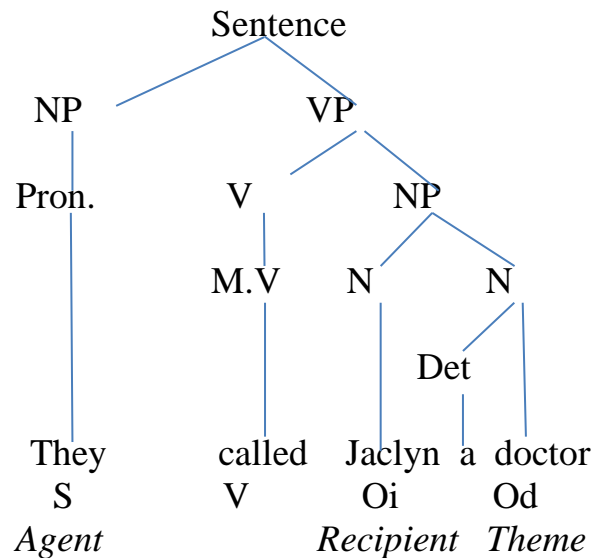 Sentence
NP VP
Pron. V NP
M.V N N
Det
They called Jaclyn a doctor
S V Oi Od
Agent Recipient Theme